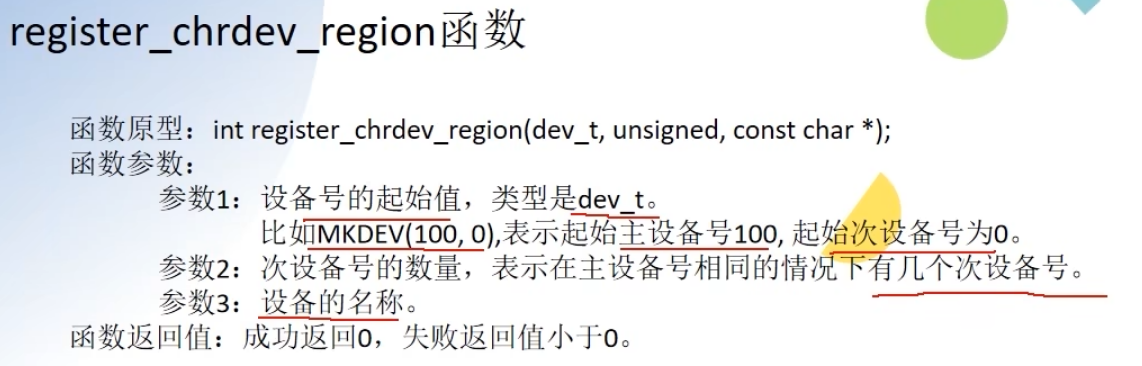 register_chrdev_region函数
函数原型：int register_chrdev_region(dev_t, unsigned, const char *);
函数参数：
参数1：设备号的起始值，类型是dev_t。
比如MKDEV(100, 0),表示起始主设备号100, 起始次设备号为0。
参数2：次设备号的数量，表示在主设备号相同的情况下有几个次设备号。
参数3：设备的名称。
函数返回值：成功返回0，失败返回值小于0。